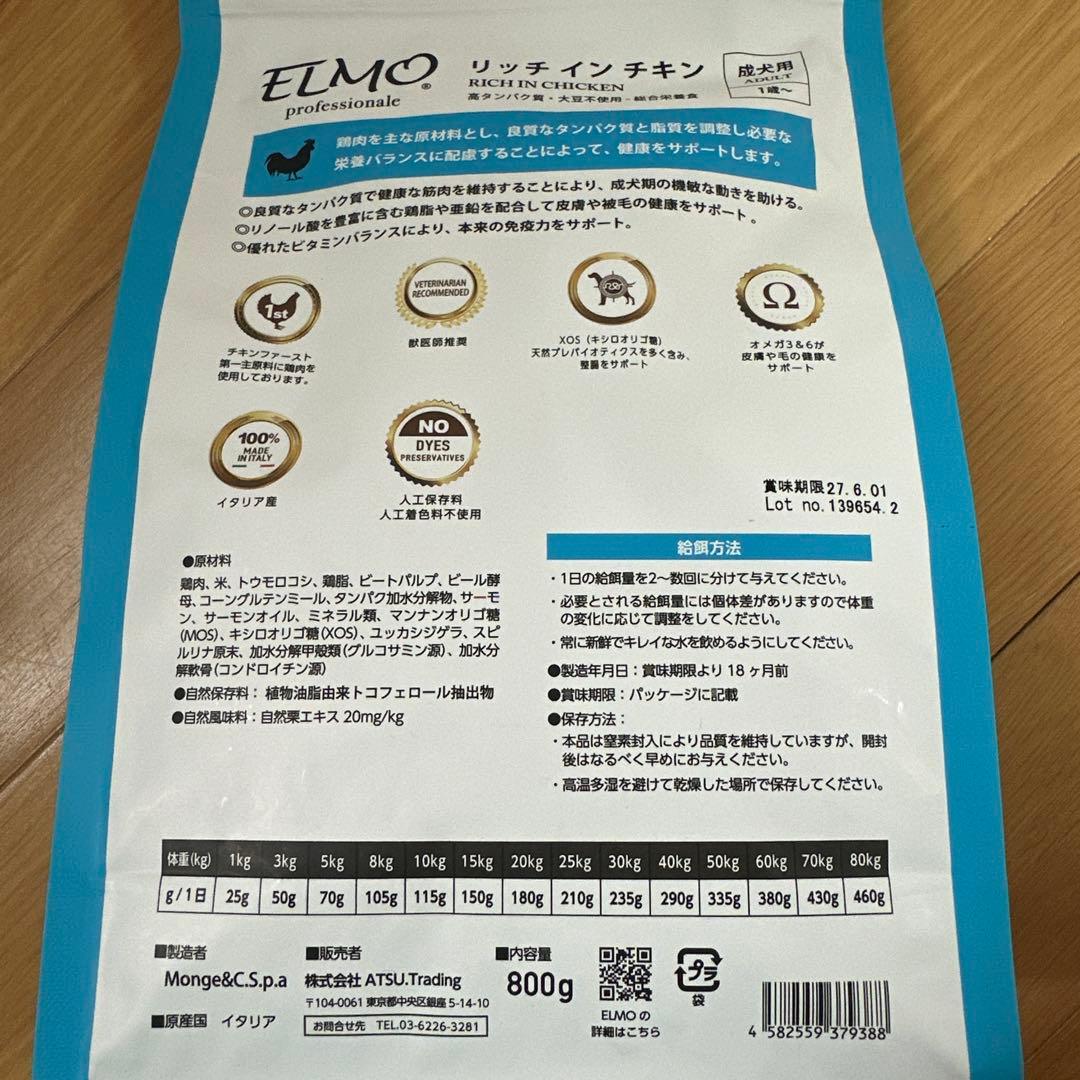 ELMO®
professionale
リッチ イン チキン
RICH IN CHICKEN
高タンパク質・大豆不使用・総合栄養食
成犬用
ADULT
1歳～
鶏肉を主な原材料とし、良質なタンパク質と脂質を調整し必要な
栄養バランスに配慮することによって、健康をサポートします。
◎良質なタンパク質で健康な筋肉を維持することにより、成犬期の機敏な動きを助ける。
◎リノール酸を豊富に含む鶏脂や亜鉛を配合して皮膚や被毛の健康をサポート。
◎優れたビタミンバランスにより、本来の免疫力をサポート。
1st
チキンファースト
第一主原料に鶏肉を
使用しております。
VETERINARIAN
RECOMMENDED
獣医師推奨
XOS（キシロオリゴ糖）
天然プレバイオティクスを多く含み、
整腸をサポート
Ω
オメガ3＆6が
皮膚や毛の健康を
サポート
100%
MADE
IN ITALY
イタリア産
NO
DYES
PRESERVATIVES
人工保存料
人工着色料不使用
賞味期限27.6.01
Lot no.139654.2
●原材料
鶏肉、米、トウモロコシ、鶏脂、ビートパルプ、ビール酵
母、コーングルテンミール、タンパク加水分解物、サーモ
ン、サーモンオイル、ミネラル類、マンナンオリゴ糖
(MOS)、キシロオリゴ糖(XOS)、ユッカシジゲラ、スピ
ルリナ原末、加水分解甲殻類(グルコサミン源)、加水分
解軟骨(コンドロイチン源)
●自然保存料：植物油脂由来トコフェロール抽出物
●自然風味料：自然栗エキス 20mg/kg
給餌方法
・1日の給餌量を2～数回に分けて与えてください。
・必要とされる給餌量には個体差がありますので体重
の変化に応じて調整をしてください。
・常に新鮮でキレイな水を飲めるようにしてください。
●製造年月日：賞味期限より18ヶ月前
●賞味期限：パッケージに記載
●保存方法：
・本品は窒素封入により品質を維持していますが、開封
後はなるべく早めにお与えください。
・高温多湿を避けて乾燥した場所で保存してください。
体重(kg) 1kg 3kg 5kg 8kg 10kg 15kg 20kg 25kg 30kg 40kg 50kg 60kg 70kg 80kg
g/1日 25g 50g 70g 105g 115g 150g 180g 210g 235g 290g 335g 380g 430g 460g
■製造者
Monge&C.S.p.a
■原産国 イタリア
■販売者
株式会社 ATSU.Trading
〒104-0061 東京都中央区銀座 5-14-10
お問合せ先 TEL.03-6226-3281
■内容量
800g
ELMO の
詳細はこちら
プラ
袋
4 582559 379388